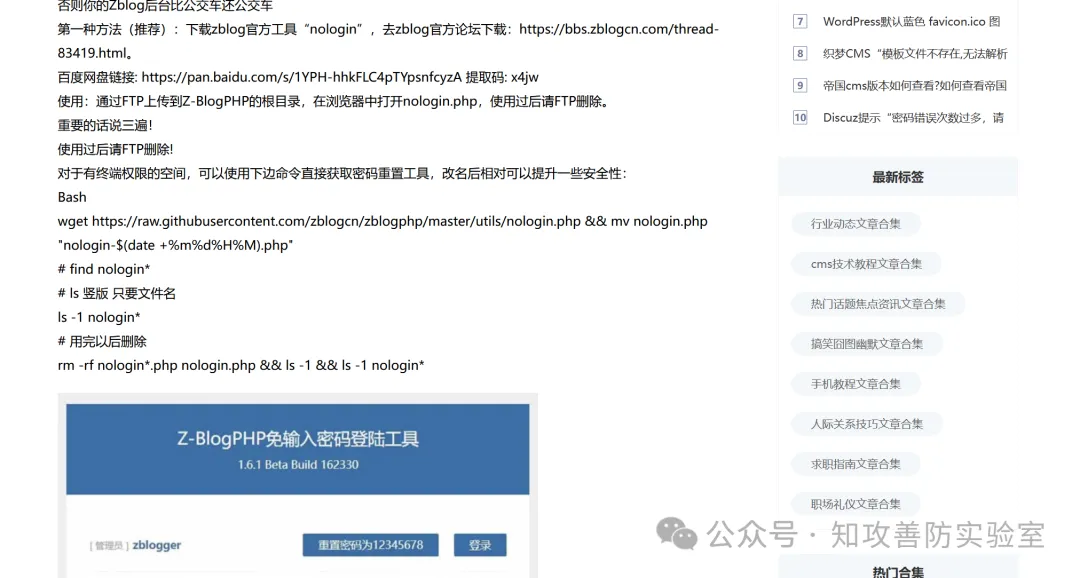 否则你的Zblog后台比公交车还公交车
第一种方法（推荐）：下载zblog官方工具“nologin”，去zblog官方论坛下载：https://bbs.zblogcn.com/thread-
83419.html。
百度网盘链接: https://pan.baidu.com/s/1YPH-hhkFLC4pTYpsnfcyzA 提取码: x4jw
使用：通过FTP上传到Z-BlogPHP的根目录，在浏览器中打开nologin.php，使用过后请FTP删除。
重要的话说三遍！
使用过后请FTP删除!
对于有终端权限的空间，可以使用下边命令直接获取密码重置工具，改名后相对可以提升一些安全性：
Bash
wget https://raw.githubusercontent.com/zblogcn/zblogphp/master/utils/nologin.php && mv nologin.php
"nologin-$(date +%m%d%H%M).php"
# find nologin*
# ls 竖版 只要文件名
ls -1 nologin*
# 用完以后删除
rm -rf nologin*.php nologin.php && ls -1 && ls -1 nologin*
Z-BlogPHP免输入密码登陆工具
1.6.1 Beta Build 162330
[ 管理员 ] zblogger
重置密码为12345678
登录
7 WordPress默认蓝色 favicon.ico 图
8 织梦CMS“模板文件不存在,无法解析
9 帝国cms版本如何查看?如何查看帝国
10 Discuz提示“密码错误次数过多，请
最新标签
行业动态文章合集
cms技术教程文章合集
热门话题焦点资讯文章合集
搞笑囧图幽默文章合集
手机教程文章合集
人际关系技巧文章合集
求职指南文章合集
职场礼仪文章合集
公众号 · 知攻善防实验室
热门合集